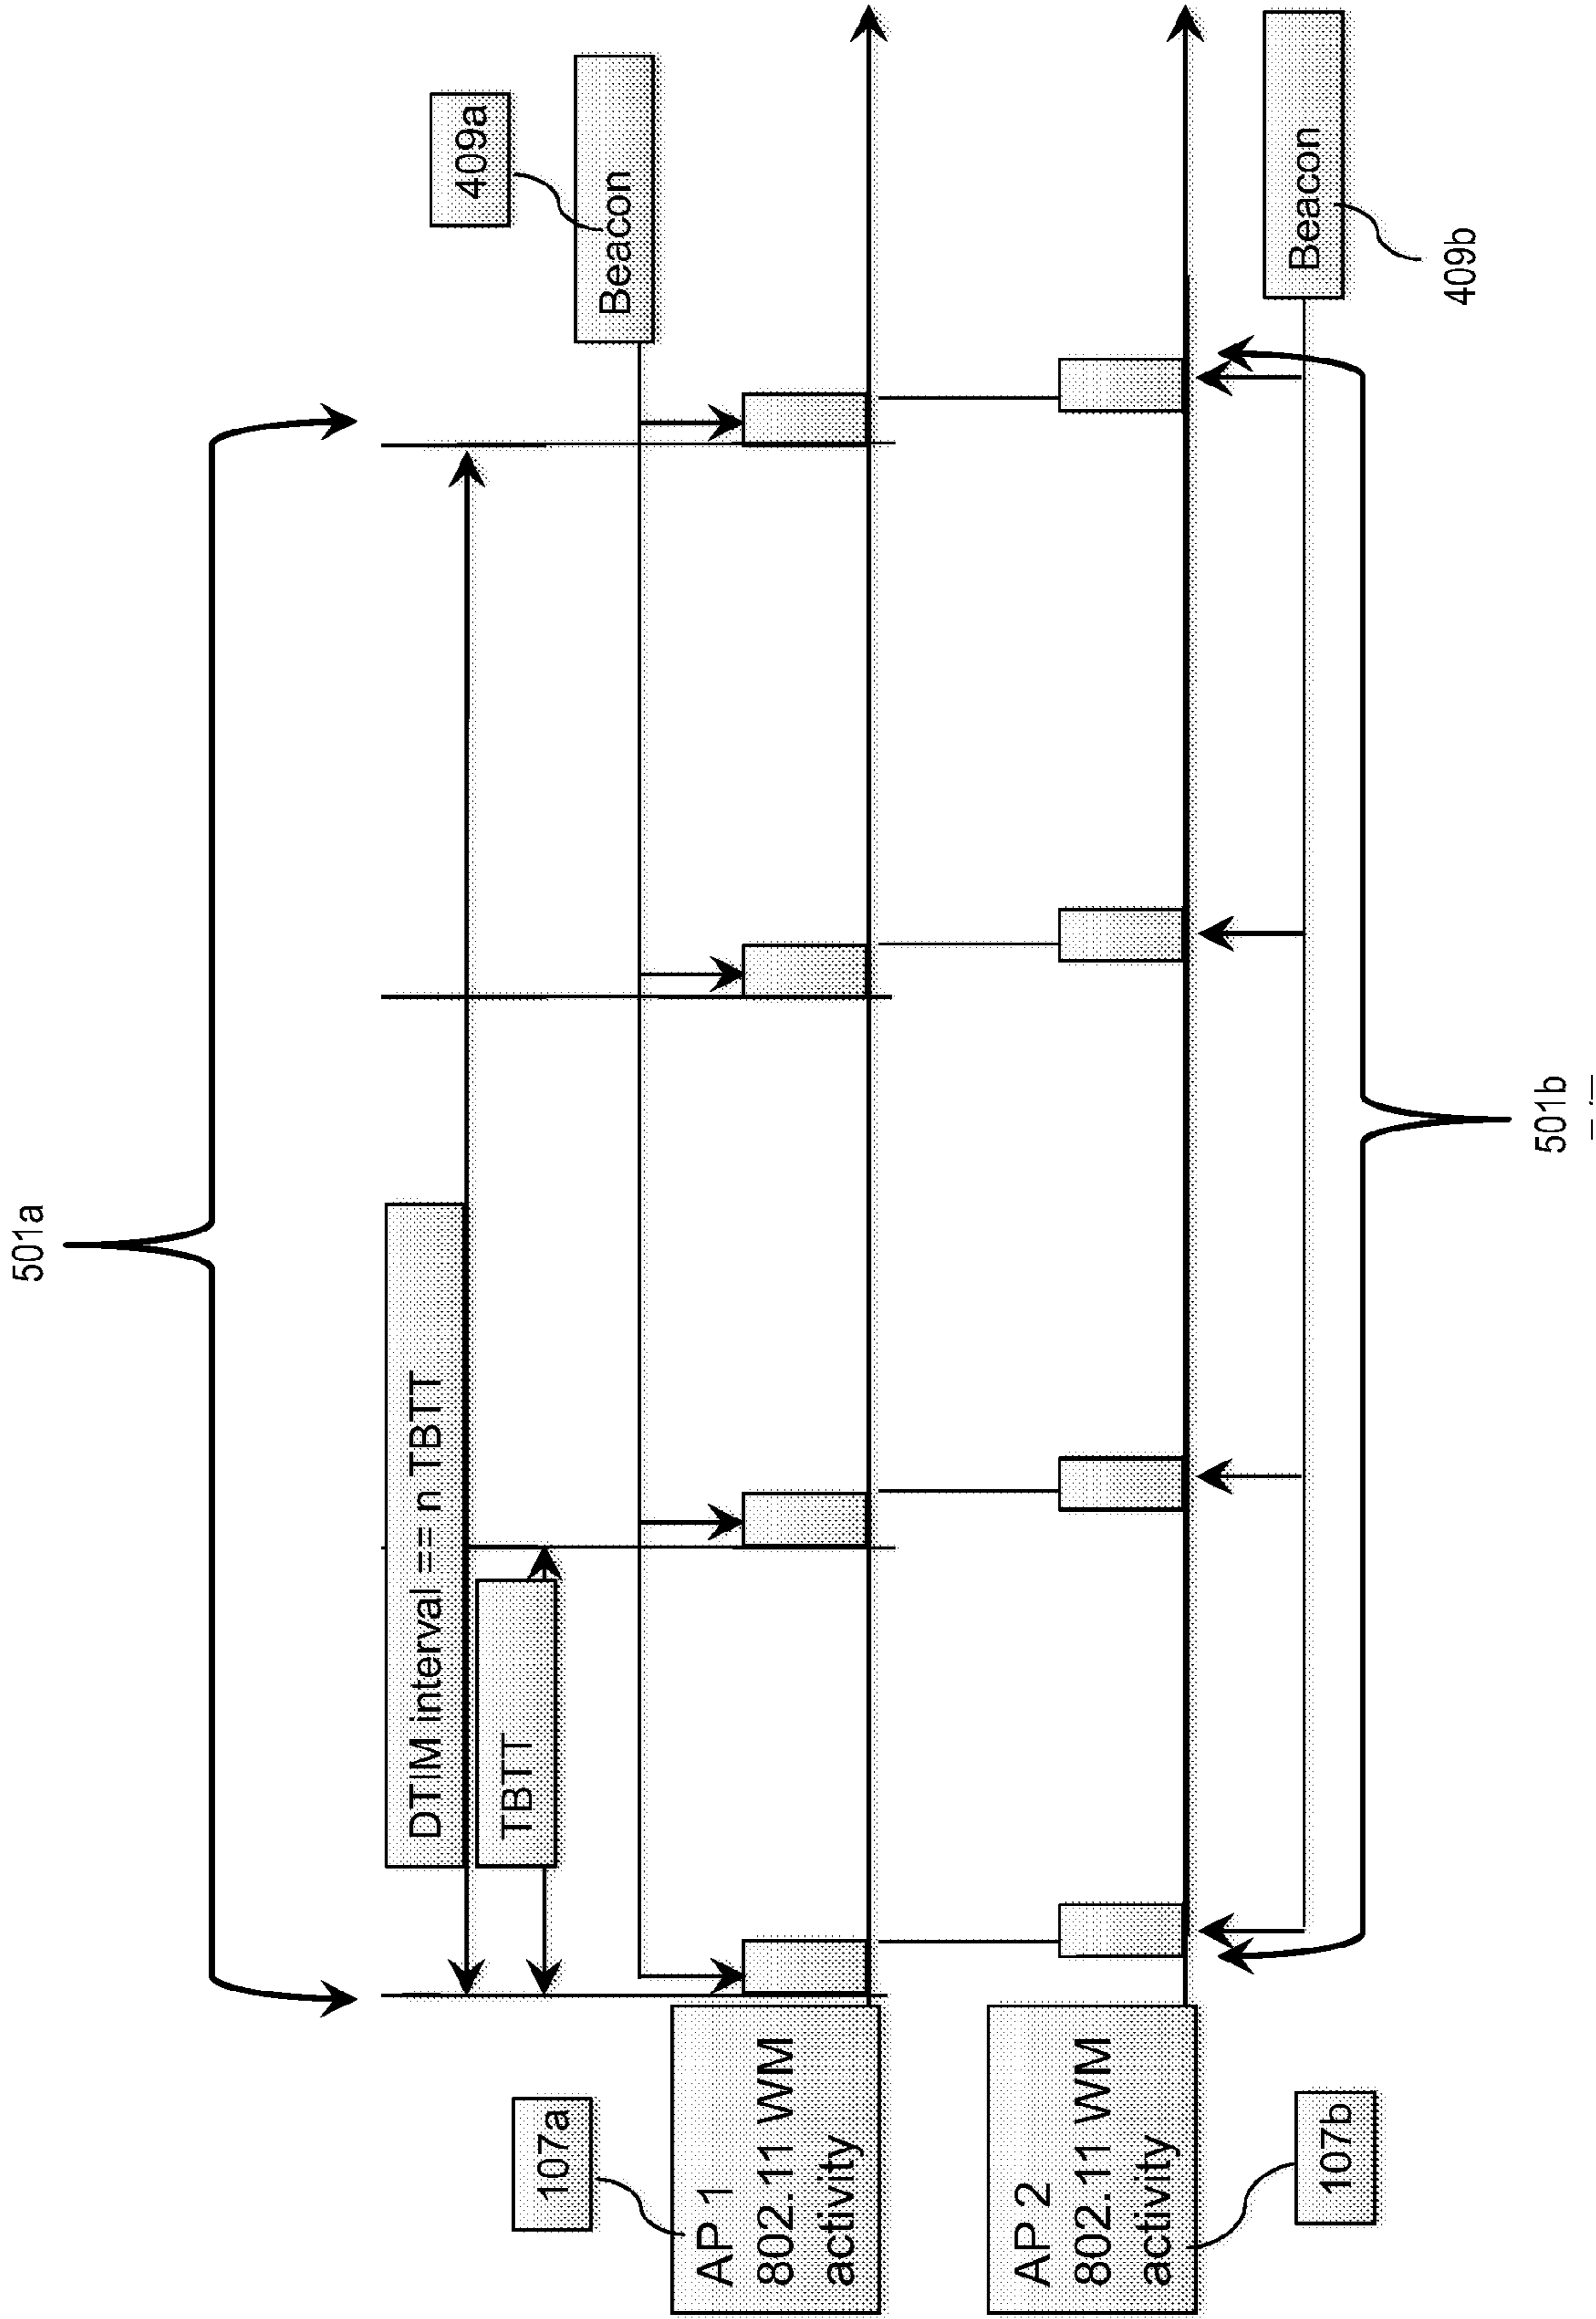 501a
DTIM interval == n TBTT
TBTT
409a
Beacon
107a
AP 1
802.11 WM
activity
AP 2
802.11 WM
activity
107b
Beacon
409b
501b